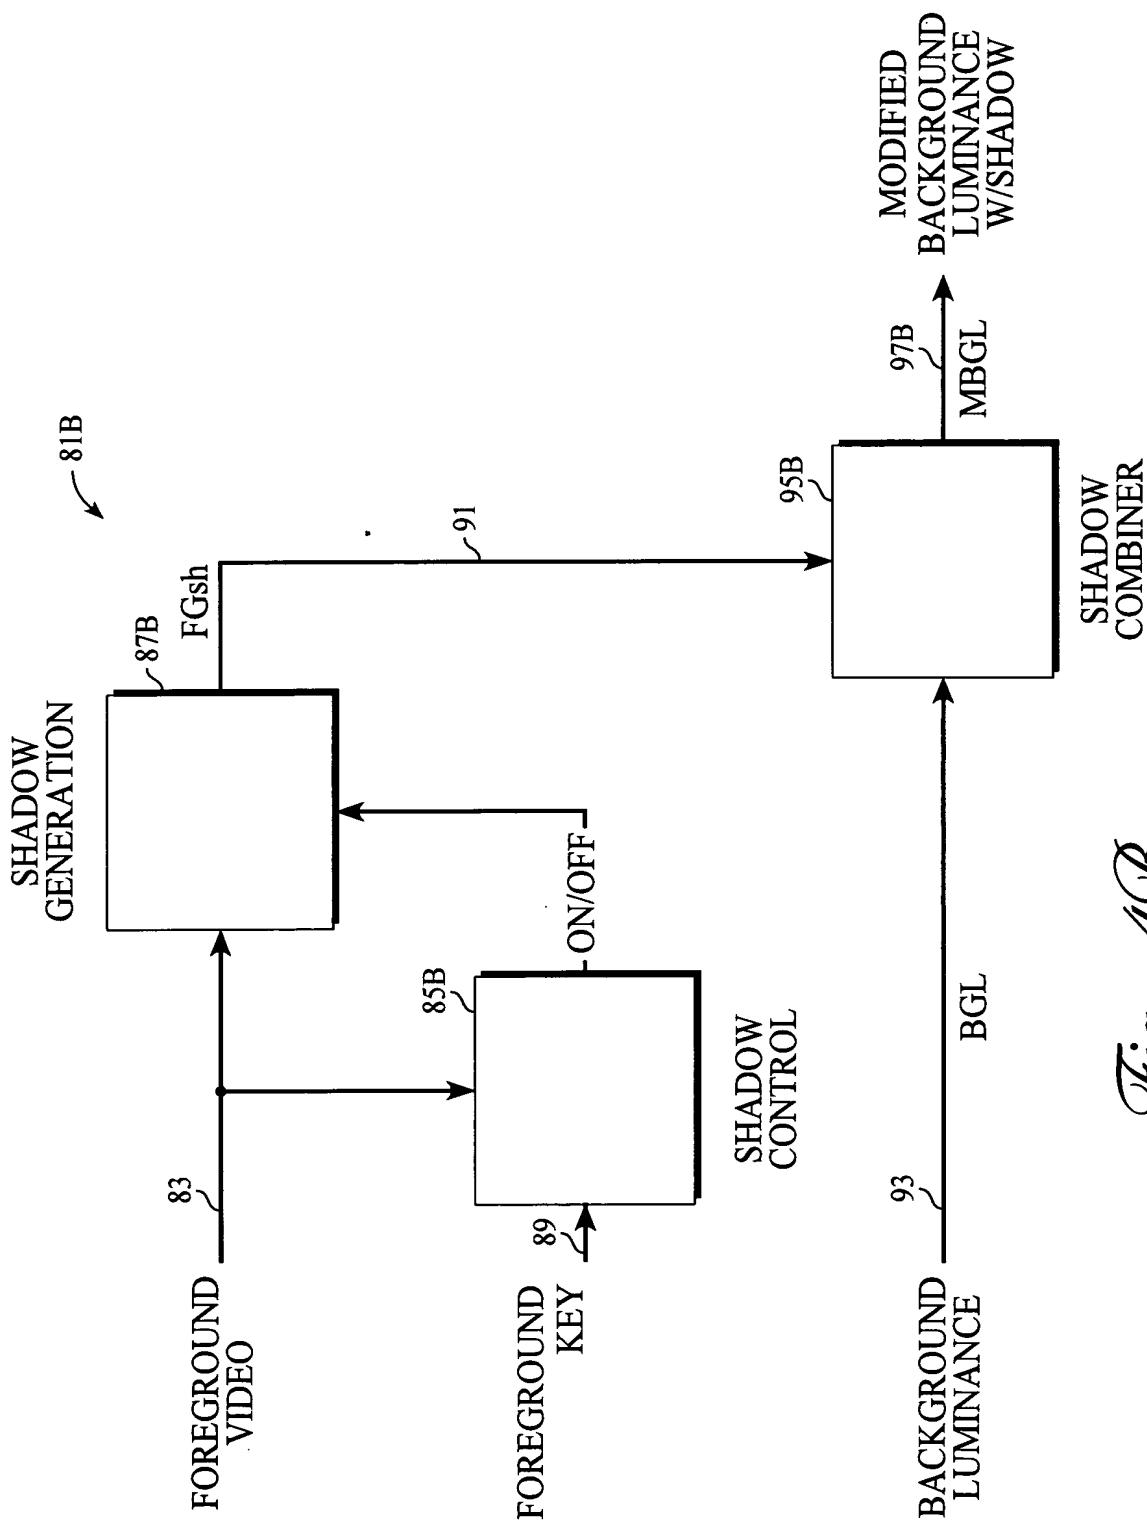 81B
SHADOW
GENERATION
87B
FGsh
91
83
FOREGROUND
VIDEO
85B
ON/OFF
SHADOW
CONTROL
89
FOREGROUND
KEY
95B
SHADOW
COMBINER
93
BGL
BACKGROUND
LUMINANCE
97B
MBGL
MODIFIED
BACKGROUND
LUMINANCE
W/SHADOW